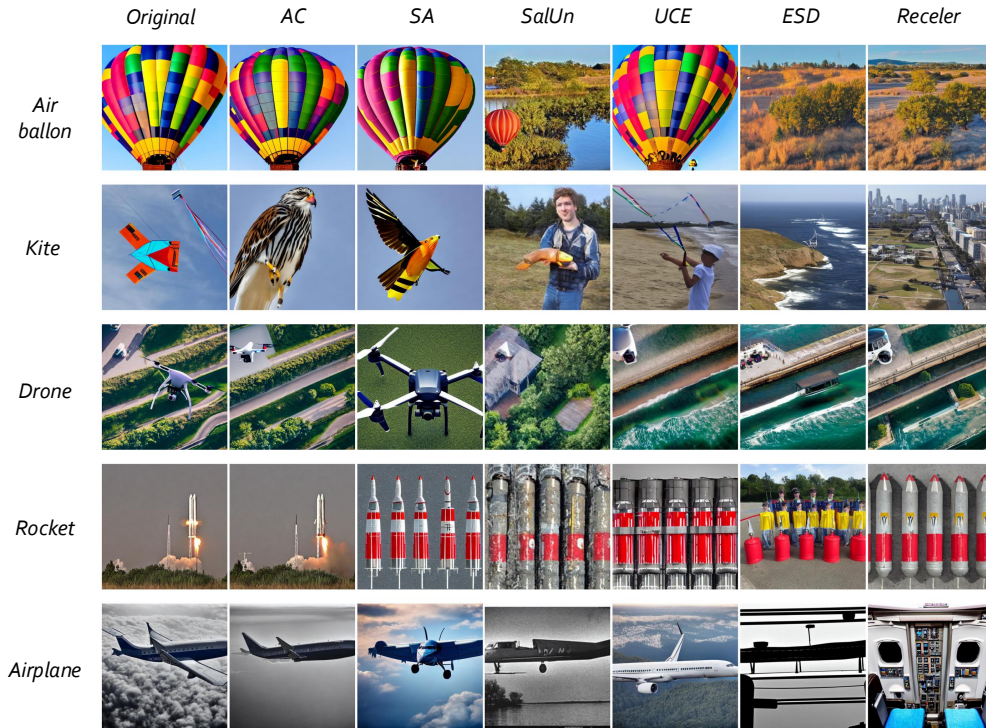 Original AC SA SalUn UCE ESD Receler
Air
ballon
Kite
Drone
Rocket
Airplane